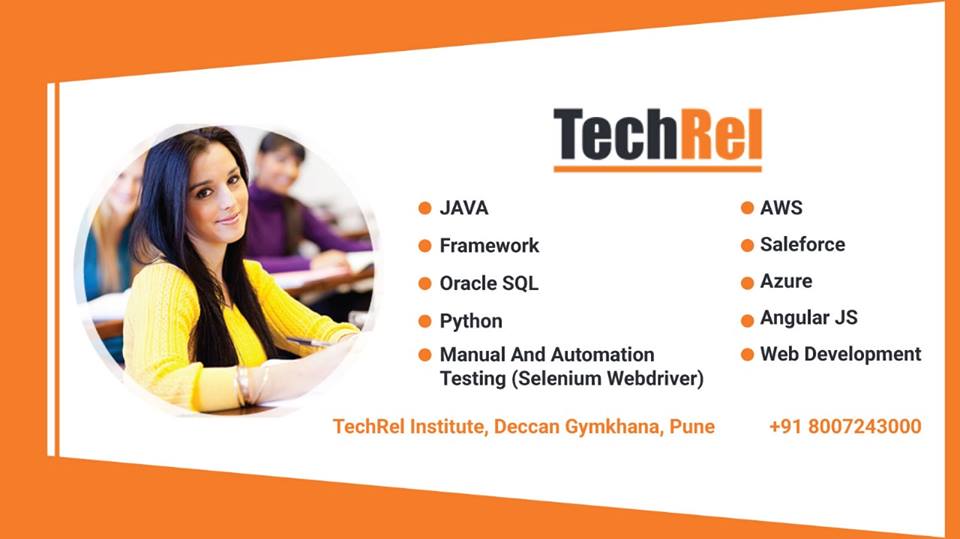 TechRel
JAVA
Framework
Oracle SQL
Python
Manual And Automation
Testing (Selenium Webdriver)
AWS
Saleforce
Azure
Angular JS
Web Development
TechRel Institute, Deccan Gymkhana, Pune
+91 8007243000